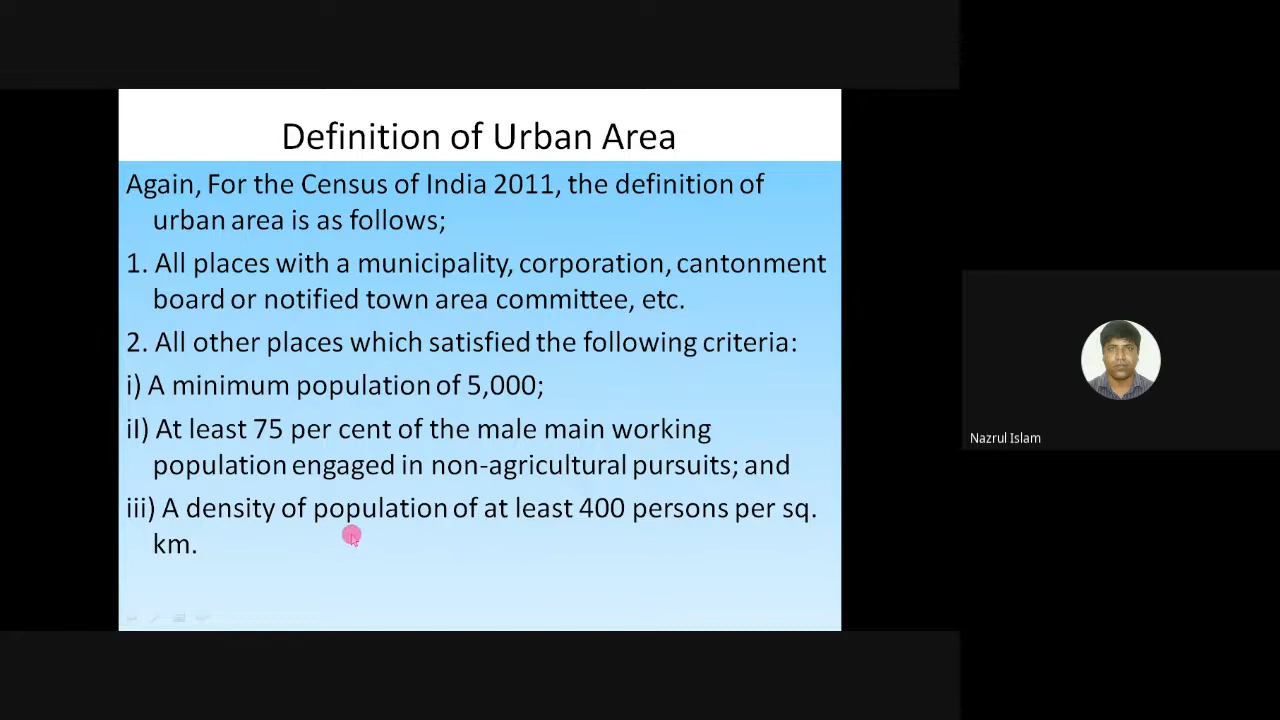 Definition of Urban Area
Again, For the Census of India 2011, the definition of
urban area is as follows;
1. All places with a municipality, corporation, cantonment
board or notified town area committee, etc.
2. All other places which satisfied the following criteria:
i) A minimum population of 5,000;
iI) At least 75 per cent of the male main working
population engaged in non-agricultural pursuits; and
iii) A density of population of at least 400 persons per sq.
km.
Nazrul Islam